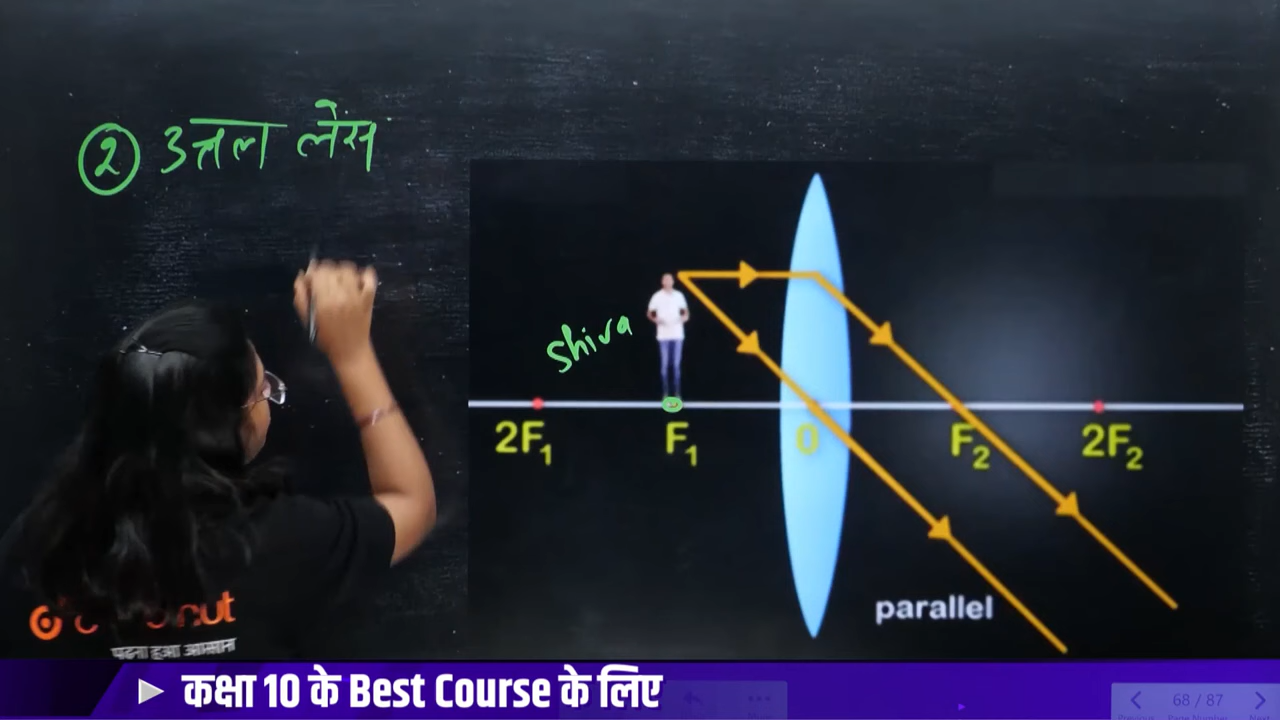 ② उत्तल लेंस
Shiva
2F₁ F₁ O F₂ 2F₂
parallel
पढ़ना हुआ आसान
कक्षा 10 के Best Course के लिए
68 / 87